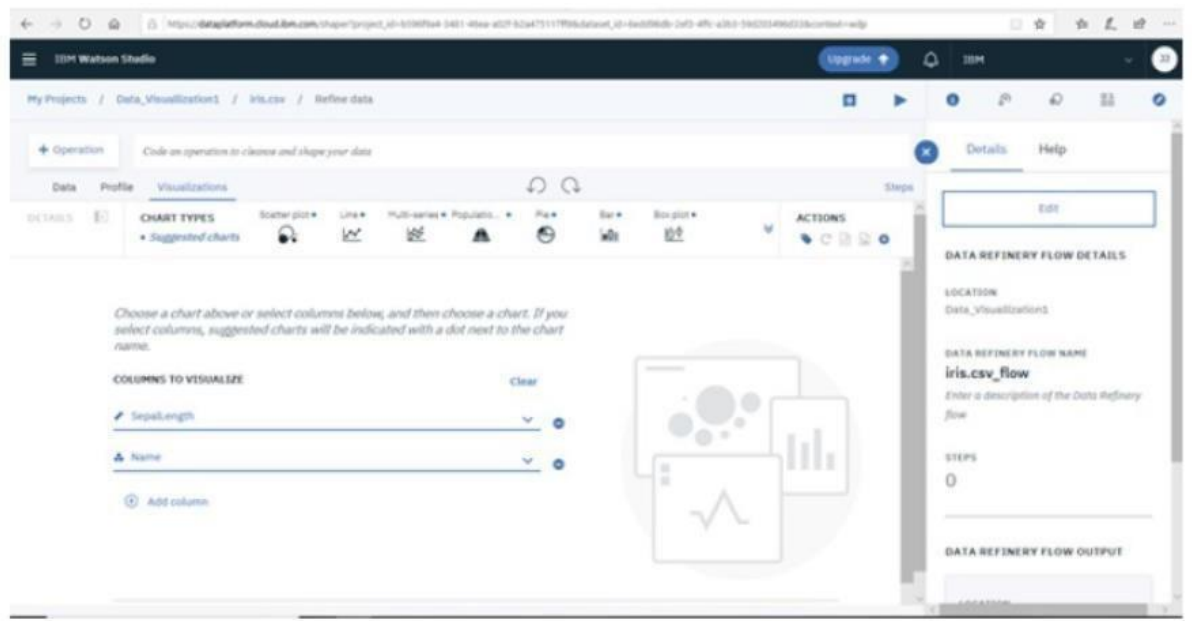 IBM Watson Studio
Upgrade
IBM
My Projects / Data_Visualization1 / iris.csv / Refine data
+ Operation
Code an operation to cleanse and shape your data
Details
Help
Data
Profile
Visualizations
Steps
DETAILS
CHART TYPES
• Suggested charts
Scatter plot
Line
Multi-series
Populatio...
Pie
Bar
Box plot
ACTIONS
Edit
DATA REFINERY FLOW DETAILS
LOCATION
Data_Visualization1
DATA REFINERY FLOW NAME
iris.csv_flow
Enter a description of the Data Refinery
flow
STEPS
0
DATA REFINERY FLOW OUTPUT
Choose a chart above or select columns below, and then choose a chart. If you
select columns, suggested charts will be indicated with a dot next to the chart
name.
COLUMNS TO VISUALIZE
Clear
SepalLength
Name
Add column